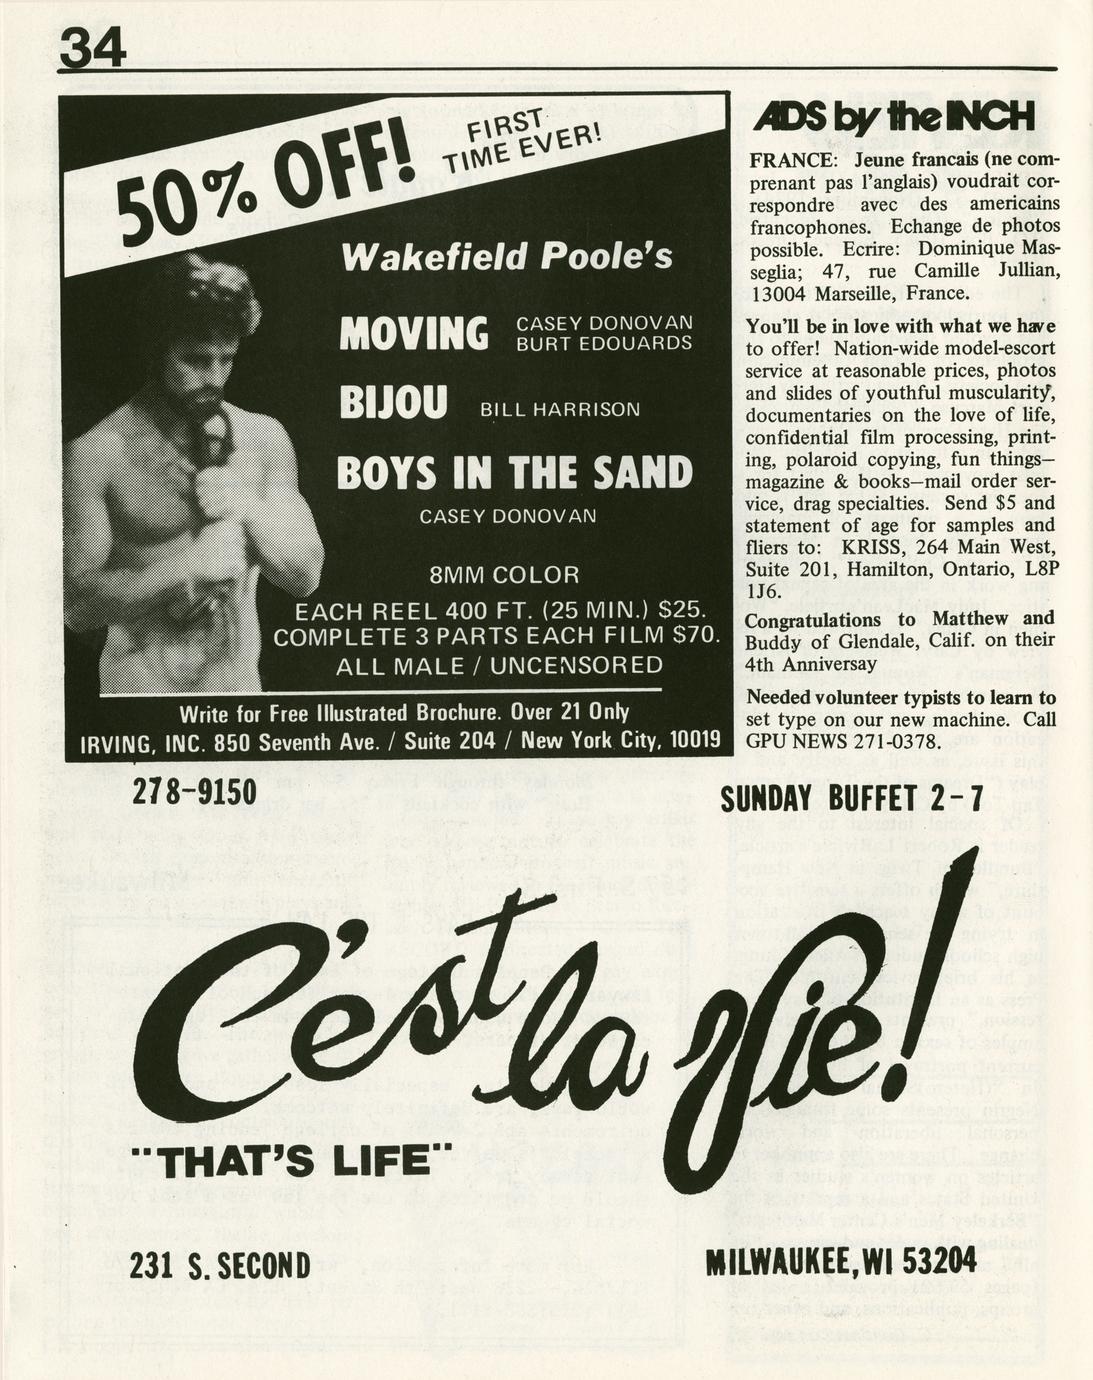 34
50% OFF!
FIRST
TIME EVER!
Wakefield Poole's
MOVING
CASEY DONOVAN
BURT EDOUARDS
BIJOU
BILL HARRISON
BOYS IN THE SAND
CASEY DONOVAN
8MM COLOR
EACH REEL 400 FT. (25 MIN.) $25.
COMPLETE 3 PARTS EACH FILM $70.
ALL MALE / UNCENSORED
Write for Free Illustrated Brochure. Over 21 Only
IRVING, INC. 850 Seventh Ave. / Suite 204 / New York City, 10019
ADS by the INCH
FRANCE: Jeune francais (ne com-
prenant pas l'anglais) voudrait cor-
respondre avec des americains
francophones. Echange de photos
possible. Ecrire: Dominique Mas-
seglia; 47, rue Camille Jullian,
13004 Marseille, France.
You'll be in love with what we have
to offer! Nation-wide model-escort
service at reasonable prices, photos
and slides of youthful muscularity,
documentaries on the love of life,
confidential film processing, print-
ing, polaroid copying, fun things—
magazine & books—mail order ser-
vice, drag specialties. Send $5 and
statement of age for samples and
fliers to: KRISS, 264 Main West,
Suite 201, Hamilton, Ontario, L8P
1J6.
Congratulations to Matthew and
Buddy of Glendale, Calif. on their
4th Anniversay
Needed volunteer typists to learn to
set type on our new machine. Call
GPU NEWS 271-0378.
278-9150
SUNDAY BUFFET 2-7
C'est la Vie!
"THAT'S LIFE"
231 S. SECOND
MILWAUKEE, WI 53204